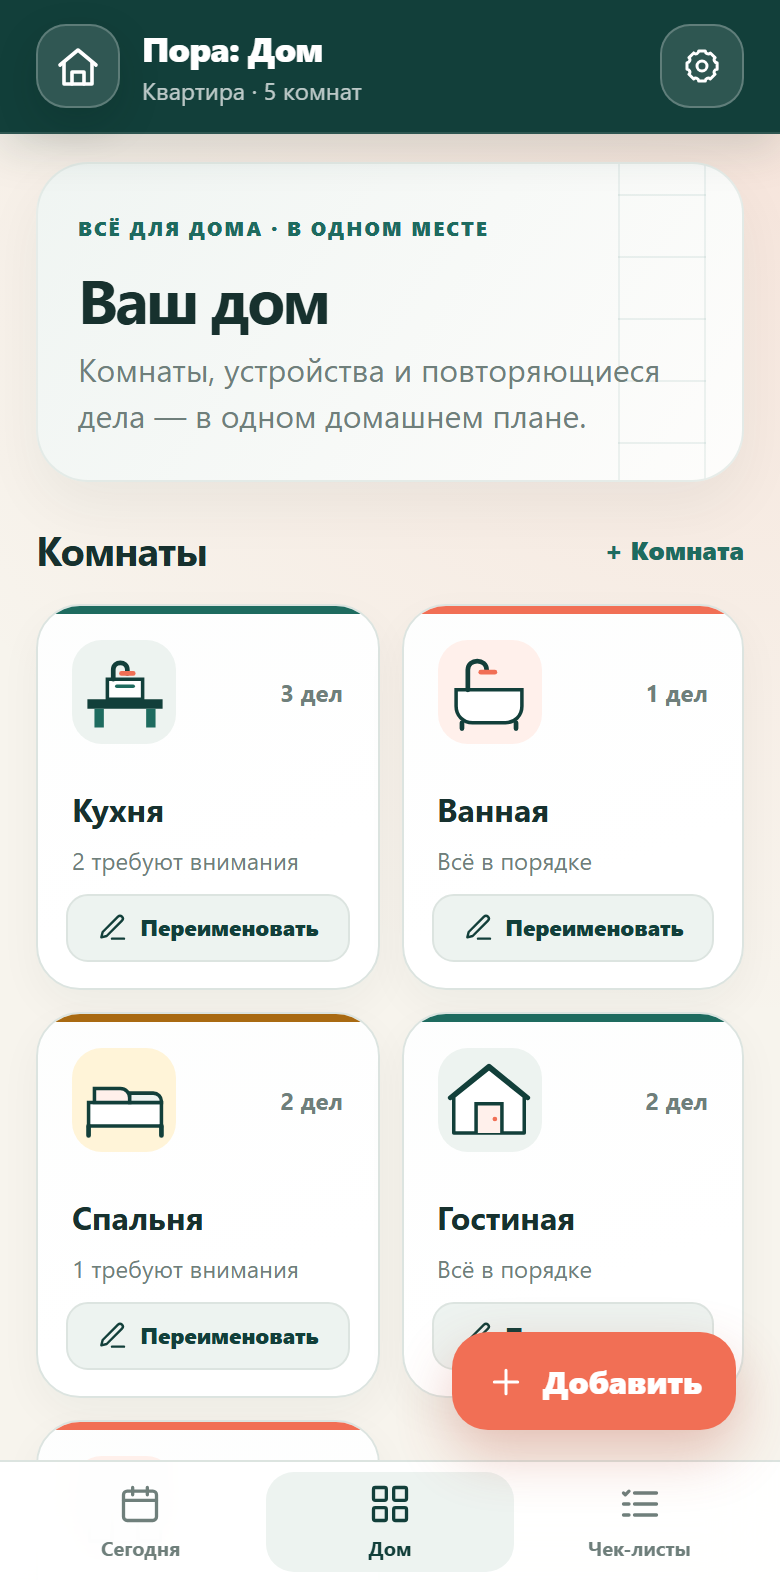 Пора: Дом
Квартира · 5 комнат
ВСЁ ДЛЯ ДОМА · В ОДНОМ МЕСТЕ
Ваш дом
Комнаты, устройства и повторяющиеся
дела — в одном домашнем плане.
Комнаты
+ Комната
3 дел
Кухня
2 требуют внимания
Переименовать
1 дел
Ванная
Всё в порядке
Переименовать
2 дел
Спальня
1 требуют внимания
Переименовать
2 дел
Гостиная
Всё в порядке
Добавить
Сегодня
Дом
Чек-листы